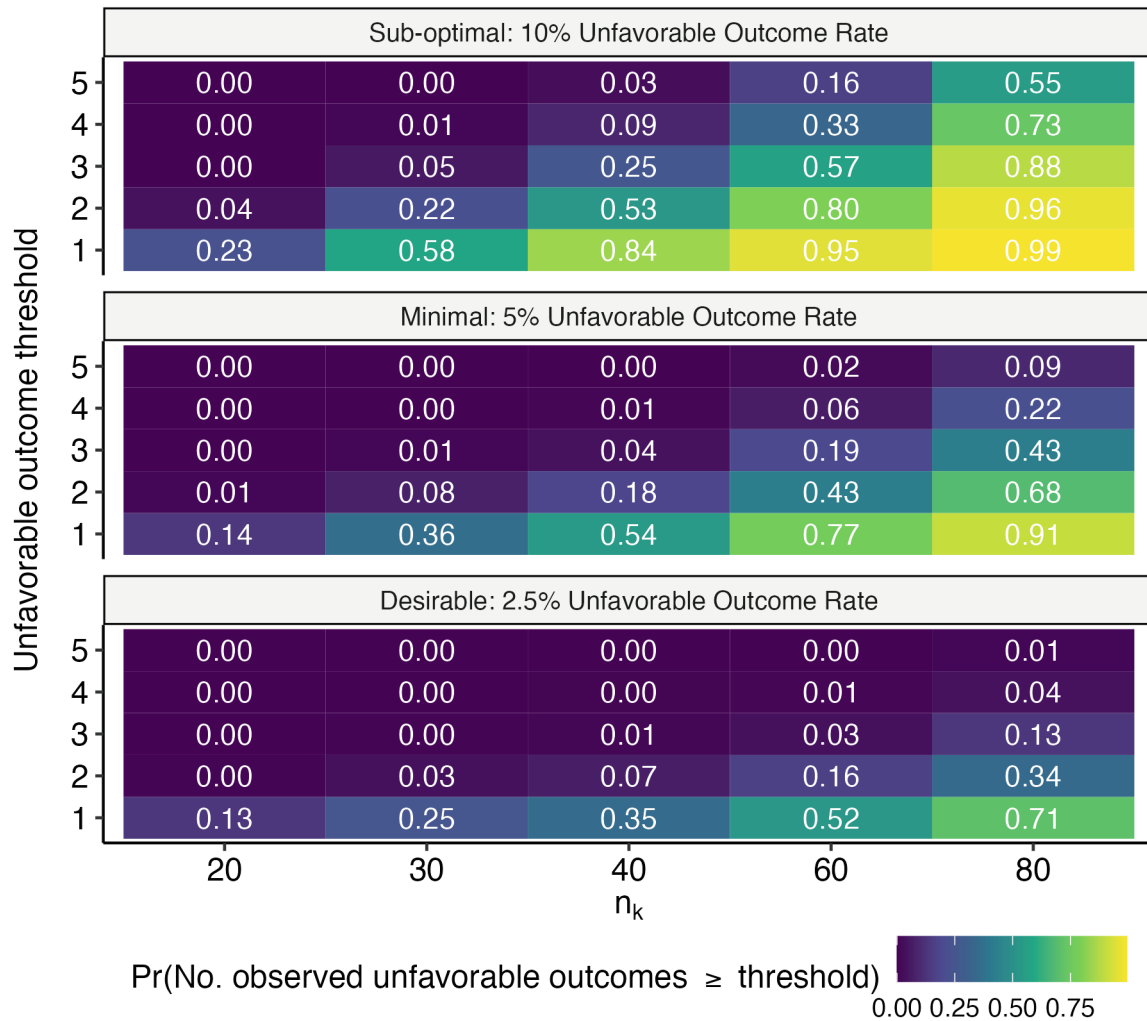 Sub-optimal: 10% Unfavorable Outcome Rate
5 0.00 0.00 0.03 0.16 0.55
4 0.00 0.01 0.09 0.33 0.73
3 0.00 0.05 0.25 0.57 0.88
2 0.04 0.22 0.53 0.80 0.96
1 0.23 0.58 0.84 0.95 0.99
Unfavorable outcome threshold
Minimal: 5% Unfavorable Outcome Rate
5 0.00 0.00 0.00 0.02 0.09
4 0.00 0.00 0.01 0.06 0.22
3 0.00 0.01 0.04 0.19 0.43
2 0.01 0.08 0.18 0.43 0.68
1 0.14 0.36 0.54 0.77 0.91
Desirable: 2.5% Unfavorable Outcome Rate
5 0.00 0.00 0.00 0.00 0.01
4 0.00 0.00 0.00 0.01 0.04
3 0.00 0.00 0.01 0.03 0.13
2 0.00 0.03 0.07 0.16 0.34
1 0.13 0.25 0.35 0.52 0.71
20 30 40 60 80
n<sub>k</sub>
Pr(No. observed unfavorable outcomes ≥ threshold)
0.00 0.25 0.50 0.75